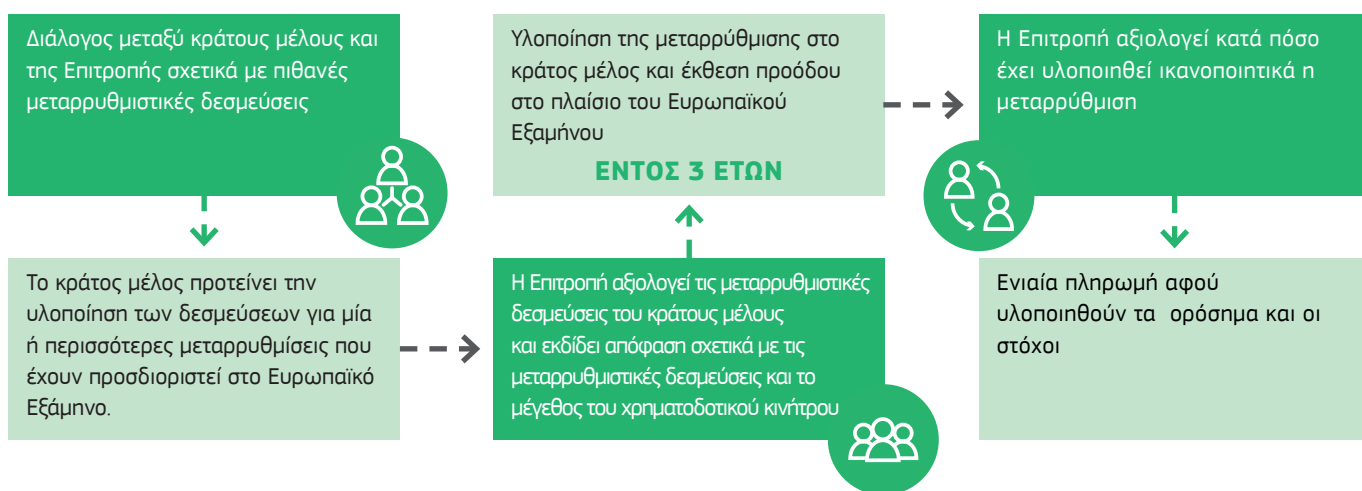 Διάλογος μεταξύ κράτους μέλους και
της Επιτροπής σχετικά με πιθανές
μεταρρυθμιστικές δεσμεύσεις
Το κράτος μέλος προτείνει την
υλοποίηση των δεσμεύσεων για μία
ή περισσότερες μεταρρυθμίσεις που
έχουν προσδιοριστεί στο Ευρωπαϊκό
Εξάμηνο.
Η Επιτροπή αξιολογεί τις μεταρρυθμιστικές
δεσμεύσεις του κράτους μέλους
και εκδίδει απόφαση σχετικά με τις
μεταρρυθμιστικές δεσμεύσεις και το
μέγεθος του χρηματοδοτικού κινήτρου
Υλοποίηση της μεταρρύθμισης στο
κράτος μέλος και έκθεση προόδου
στο πλαίσιο του Ευρωπαϊκού
Εξαμήνου
ΕΝΤΟΣ 3 ΕΤΩΝ
Η Επιτροπή αξιολογεί κατά πόσο
έχει υλοποιηθεί ικανοποιητικά η
μεταρρύθμιση
Ενιαία πληρωμή αφού
υλοποιηθούν τα ορόσημα και οι
στόχοι